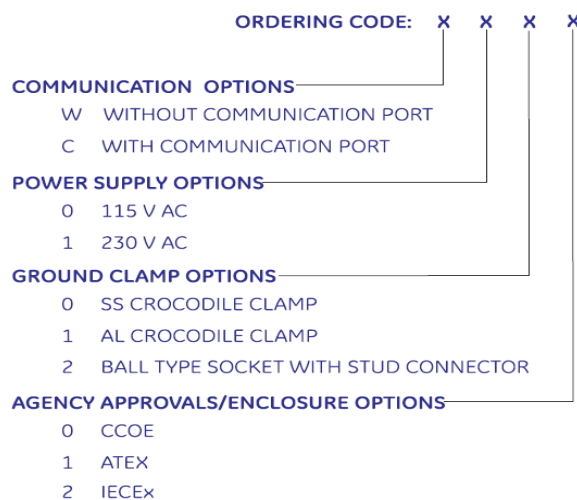 ORDERING CODE: X X X X
COMMUNICATION OPTIONS
W WITHOUT COMMUNICATION PORT
C WITH COMMUNICATION PORT
POWER SUPPLY OPTIONS
0 115 V AC
1 230 V AC
GROUND CLAMP OPTIONS
0 SS CROCODILE CLAMP
1 AL CROCODILE CLAMP
2 BALL TYPE SOCKET WITH STUD CONNECTOR
AGENCY APPROVALS/ENCLOSURE OPTIONS
0 CCOE
1 ATEX
2 IECEx